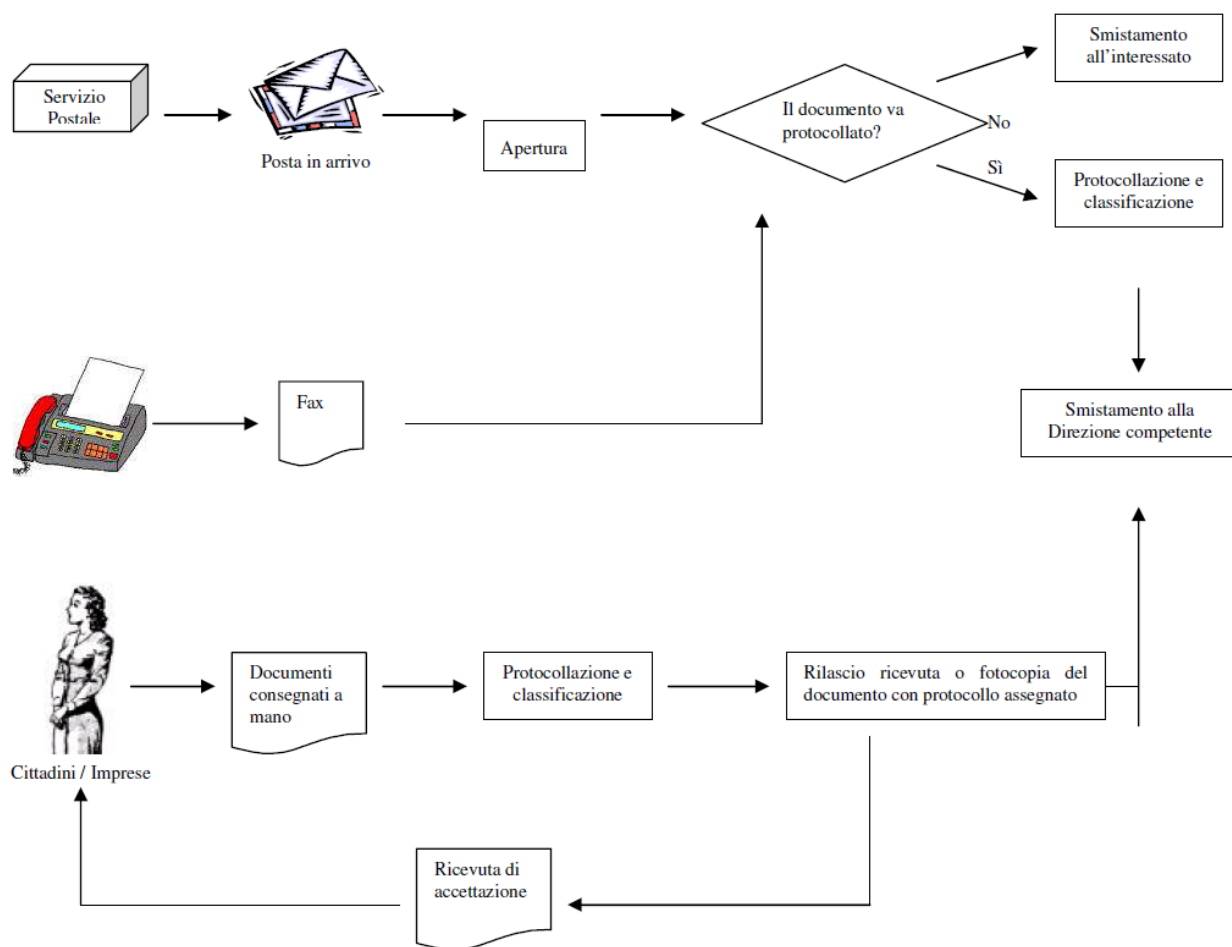 Smistamento
all'interessato
Servizio
Postale
Il documento va
protocollato?
No
Apertura
Posta in arrivo
Sì
Protocollazione e
classificazione
Fax
Smistamento alla
Direzione competente
Documenti
consegnati a
mano
Protocollazione e
classificazione
Rilascio ricevuta o fotocopia del
documento con protocollo assegnato
Cittadini / Imprese
Ricevuta di
accettazione